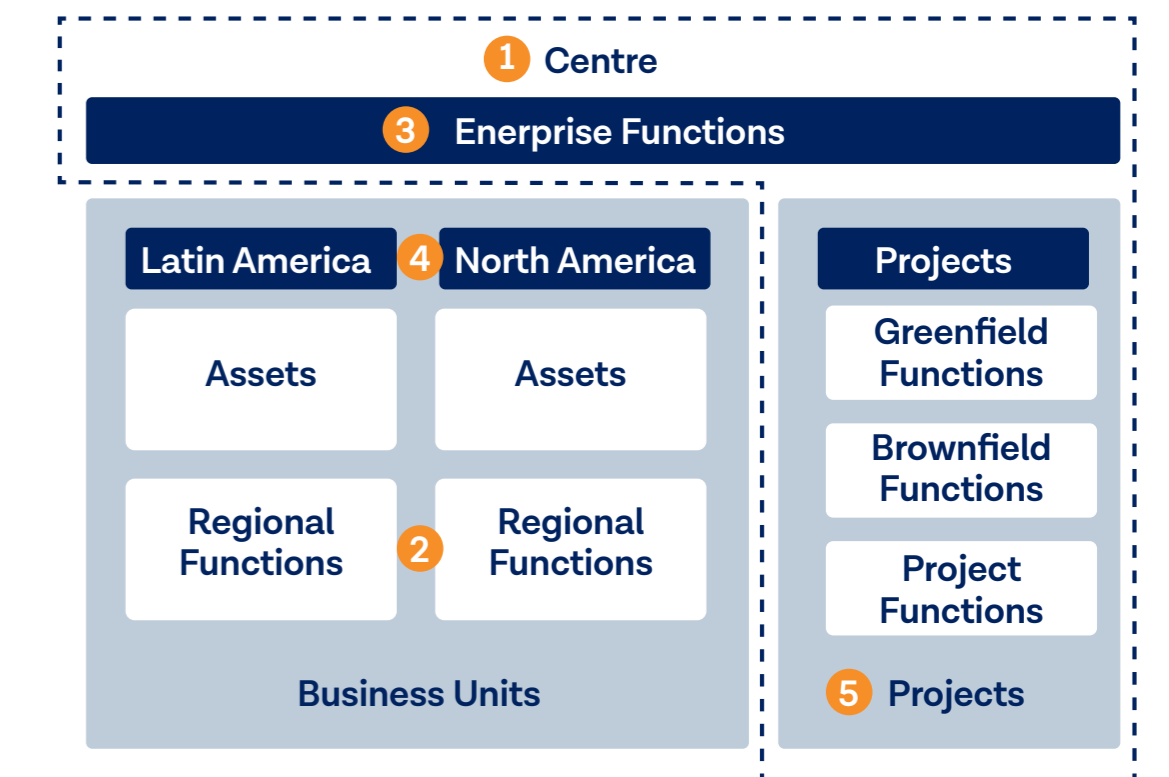 1 Centre
3 Enerprise Functions
Latin America 4 North America
Assets
Assets
Regional
Functions
2
Regional
Functions
Business Units
Projects
Greenfield
Functions
Brownfield
Functions
Project
Functions
5 Projects